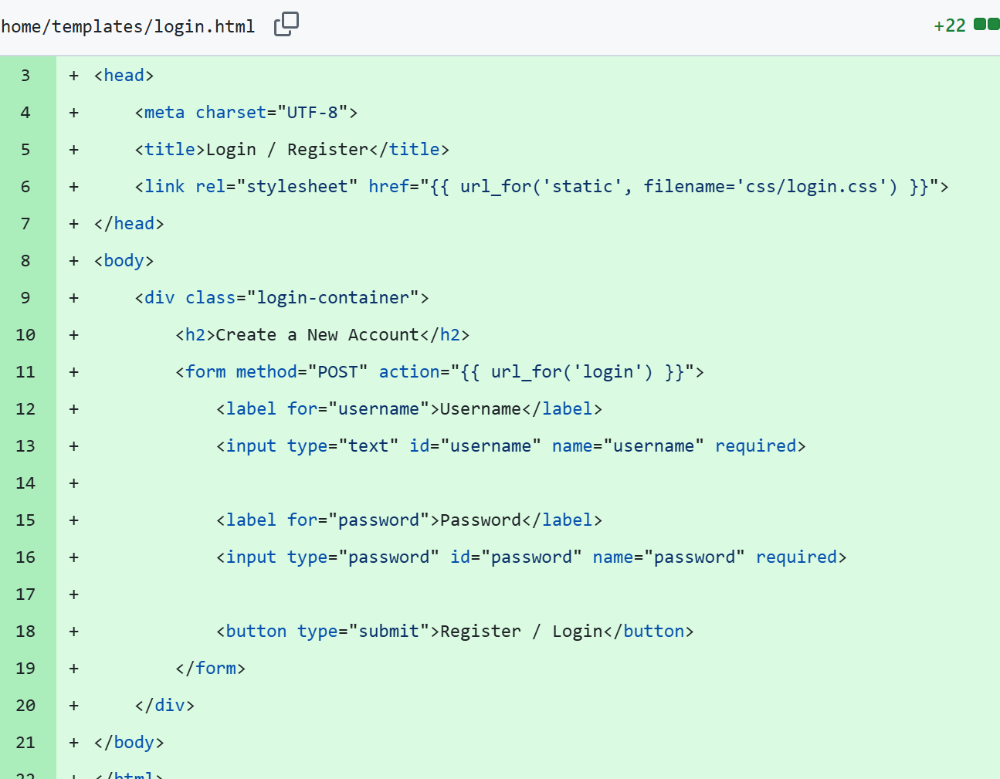 home/templates/login.html
+22
3 + <head>
4 +     <meta charset="UTF-8">
5 +     <title>Login / Register</title>
6 +     <link rel="stylesheet" href="{{ url_for('static', filename='css/login.css') }}">
7 + </head>
8 + <body>
9 +     <div class="login-container">
10 +         <h2>Create a New Account</h2>
11 +         <form method="POST" action="{{ url_for('login') }}">
12 +             <label for="username">Username</label>
13 +             <input type="text" id="username" name="username" required>
14 +
15 +             <label for="password">Password</label>
16 +             <input type="password" id="password" name="password" required>
17 +
18 +             <button type="submit">Register / Login</button>
19 +         </form>
20 +     </div>
21 + </body>
22 + </html>